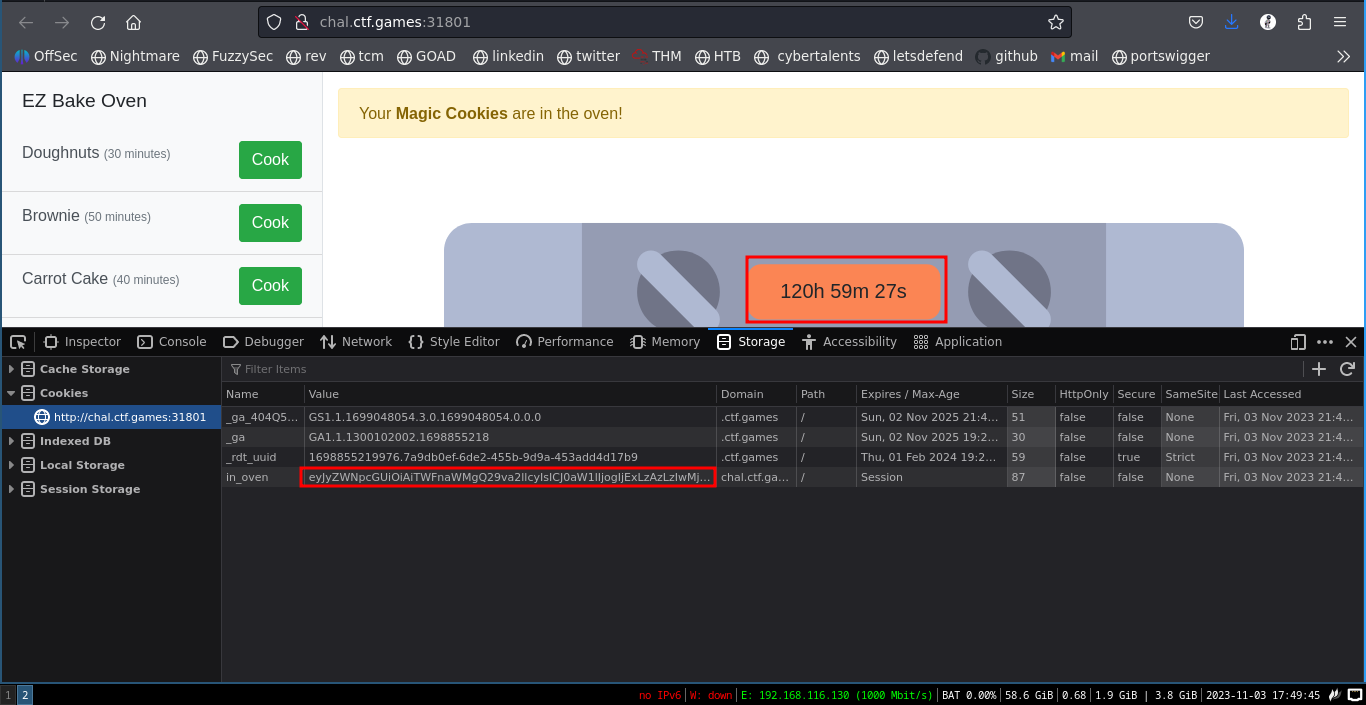 chal.ctf.games:31801
OffSec Nightmare FuzzySec rev tcm GOAD linkedin twitter THM HTB cybertalents letsdefend github mail portswigger
EZ Bake Oven
Doughnuts (30 minutes) Cook
Brownie (50 minutes) Cook
Carrot Cake (40 minutes) Cook
Your Magic Cookies are in the oven!
120h 59m 27s
Inspector Console Debugger Network Style Editor Performance Memory Storage Accessibility Application
Cache Storage
Cookies
http://chal.ctf.games:31801
Indexed DB
Local Storage
Session Storage
Filter Items
Name Value Domain Path Expires / Max-Age Size HttpOnly Secure SameSite Last Accessed
_ga_404Q5... GS1.1.1699048054.3.0.1699048054.0.0.0 .ctf.games / Sun, 02 Nov 2025 21:4... 51 false false None Fri, 03 Nov 2023 21:4...
_ga GA1.1.1300102002.1698855218 .ctf.games / Sun, 02 Nov 2025 19:2... 30 false false None Fri, 03 Nov 2023 21:4...
_rdt_uuid 1698855219976.7a9db0ef-6de2-455b-9d9a-453add4d17b9 .ctf.games / Thu, 01 Feb 2024 19:2... 59 false true Strict Fri, 03 Nov 2023 21:4...
in_oven eyJyZWNpcGUiOiAiTWFnaWMgQ29va2llcyIsICJ0aW1lIjogIjExLzAzLzIwMj... chal.ctf.ga... / Session 87 false false None Fri, 03 Nov 2023 21:4...
1 2 no IPv6 | W: down | E: 192.168.116.130 (1000 Mbit/s) | BAT 0.00% | 58.6 GiB | 0.68 | 1.9 GiB | 3.8 GiB | 2023-11-03 17:49:45